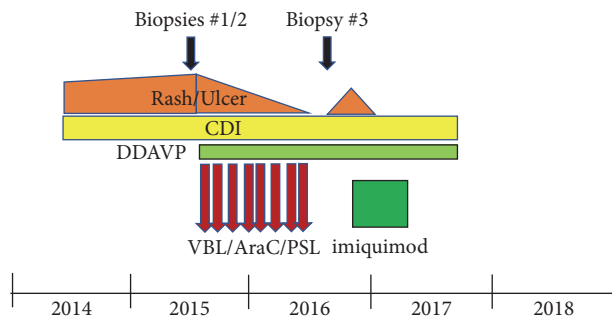 Biopsies #1/2 Biopsy #3
Rash/Ulcer
CDI
DDAVP
VBL/AraC/PSL imiquimod
2014 2015 2016 2017 2018